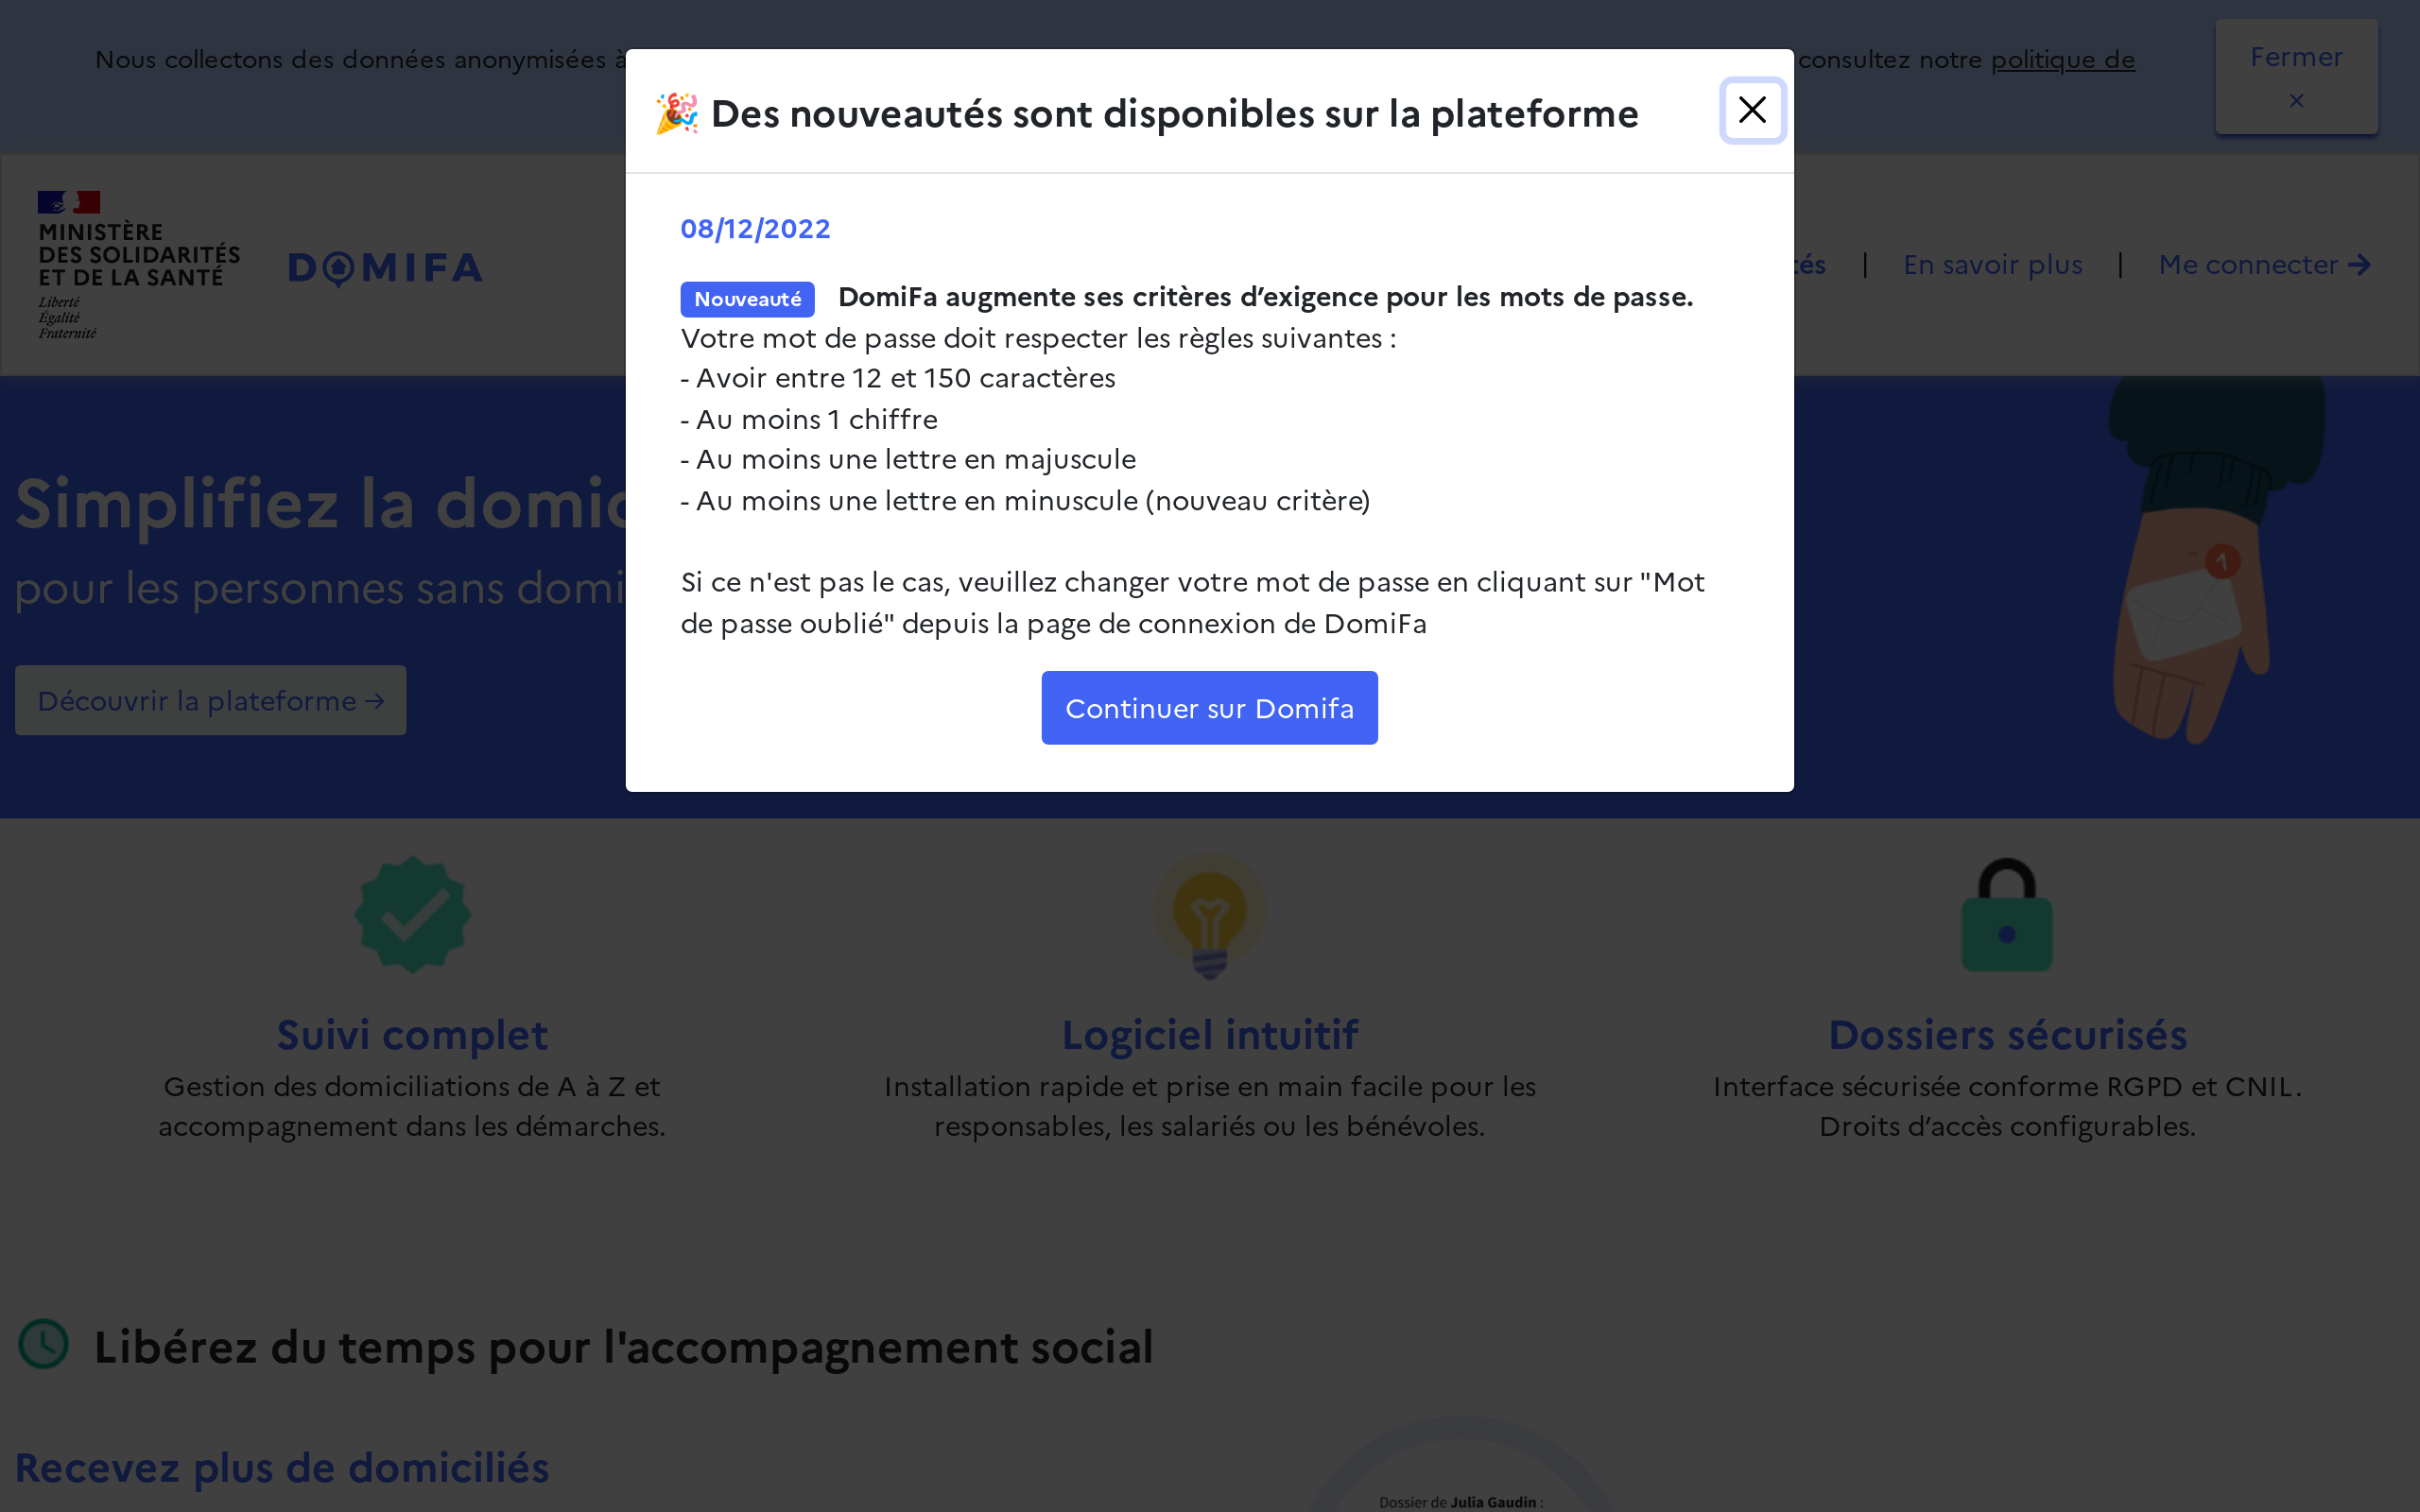 Nous collectons des données anonymisées
consultez notre politique de
Fermer
×
🎉 Des nouveautés sont disponibles sur la plateforme
MINISTÈRE
DES SOLIDARITÉS
ET DE LA SANTÉ
Liberté
Égalité
Fraternité
DOMIFA
En savoir plus
|
Me connecter →
08/12/2022
Nouveauté DomiFa augmente ses critères d’exigence pour les mots de passe.
Votre mot de passe doit respecter les règles suivantes :
- Avoir entre 12 et 150 caractères
- Au moins 1 chiffre
- Au moins une lettre en majuscule
- Au moins une lettre en minuscule (nouveau critère)
Si ce n'est pas le cas, veuillez changer votre mot de passe en cliquant sur "Mot
de passe oublié" depuis la page de connexion de DomiFa
Continuer sur Domifa
Simplifiez la
pour les personnes sans
Découvrir la plateforme →
1
Suivi complet
Gestion des domiciliations de A à Z et
accompagnement dans les démarches.
Logiciel intuitif
Installation rapide et prise en main facile pour les
responsables, les salariés ou les bénévoles.
Dossiers sécurisés
Interface sécurisée conforme RGPD et CNIL.
Droits d’accès configurables.
Libérez du temps pour l'accompagnement social
Recevez plus de domiciliés
Dossier de Julia Gaudin :